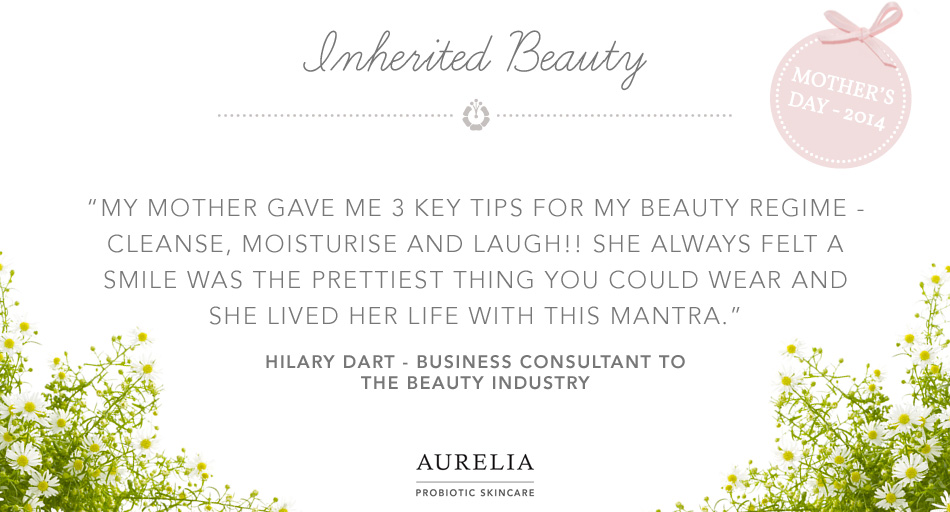 Inherited Beauty
MOTHER'S
DAY - 2014
“MY MOTHER GAVE ME 3 KEY TIPS FOR MY BEAUTY REGIME -
CLEANSE, MOISTURISE AND LAUGH!! SHE ALWAYS FELT A
SMILE WAS THE PRETTIEST THING YOU COULD WEAR AND
SHE LIVED HER LIFE WITH THIS MANTRA.”
HILARY DART - BUSINESS CONSULTANT TO
THE BEAUTY INDUSTRY
AURELIA
PROBIOTIC SKINCARE